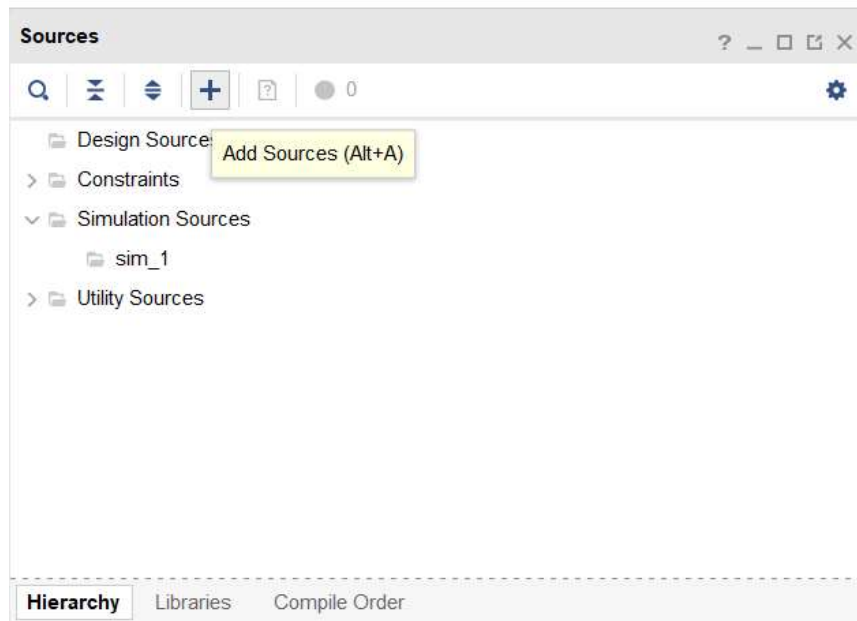 Sources
? 
0
Design Sources
Add Sources (Alt+A)
Constraints
Simulation Sources
sim_1
Utility Sources
Hierarchy Libraries Compile Order